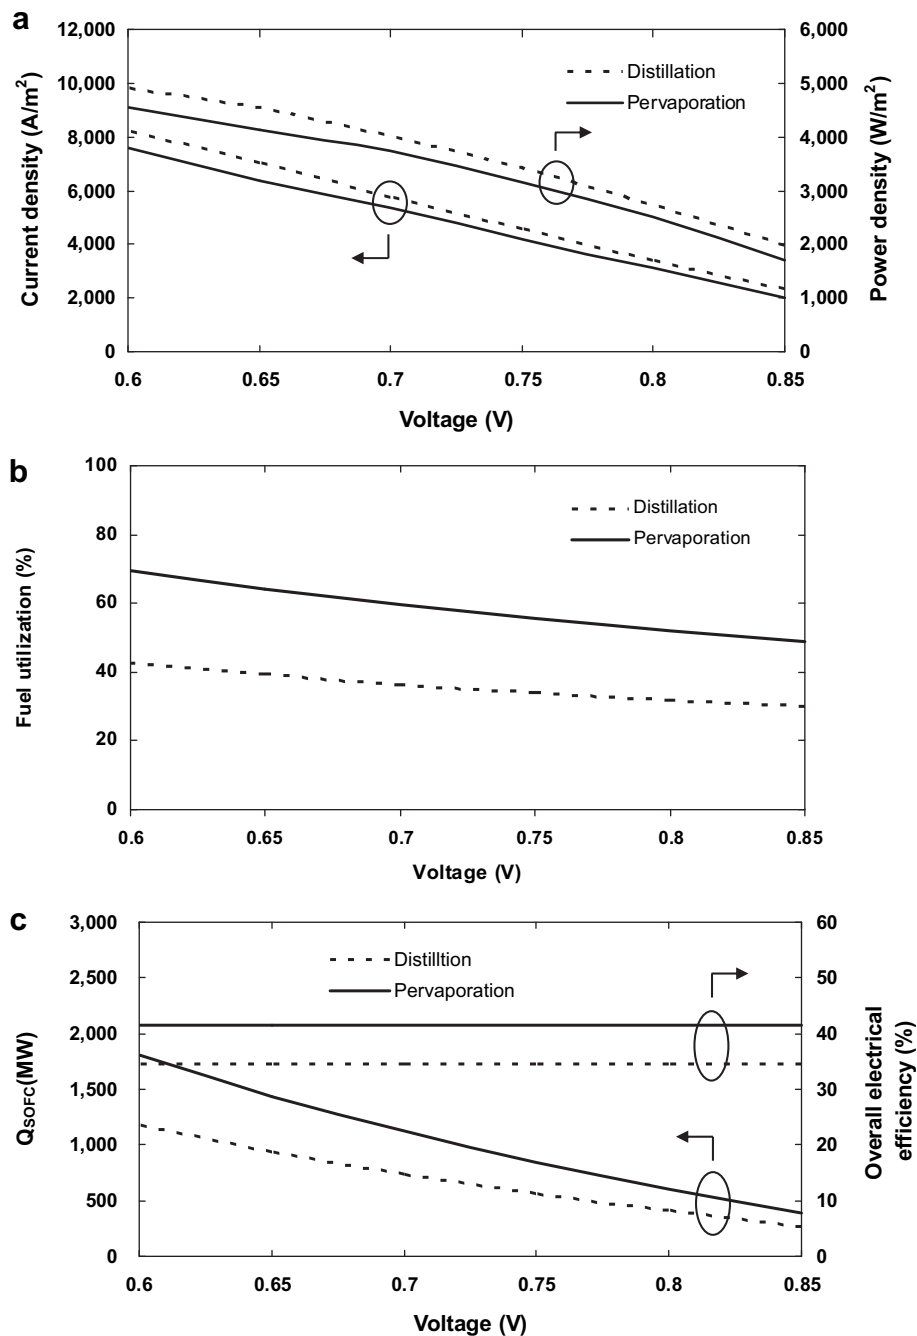 a
12,000
10,000
8,000
6,000
4,000
2,000
0
Current density (A/m²)
6,000
5,000
4,000
3,000
2,000
1,000
0
Power density (W/m²)
Distillation
Pervaporation
0.6 0.65 0.7 0.75 0.8 0.85
Voltage (V)
b
100
80
60
40
20
0
Fuel utilization (%)
Distillation
Pervaporation
0.6 0.65 0.7 0.75 0.8 0.85
Voltage (V)
c
3,000
2,500
2,000
1,500
1,000
500
0
QSOFC(MW)
60
50
40
30
20
10
0
Overall electrical
efficiency (%)
Distilltion
Pervaporation
0.6 0.65 0.7 0.75 0.8 0.85
Voltage (V)